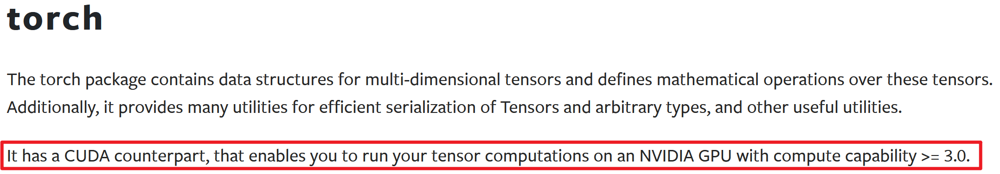 torch
The torch package contains data structures for multi-dimensional tensors and defines mathematical operations over these tensors.
Additionally, it provides many utilities for efficient serialization of Tensors and arbitrary types, and other useful utilities.
It has a CUDA counterpart, that enables you to run your tensor computations on an NVIDIA GPU with compute capability >= 3.0.